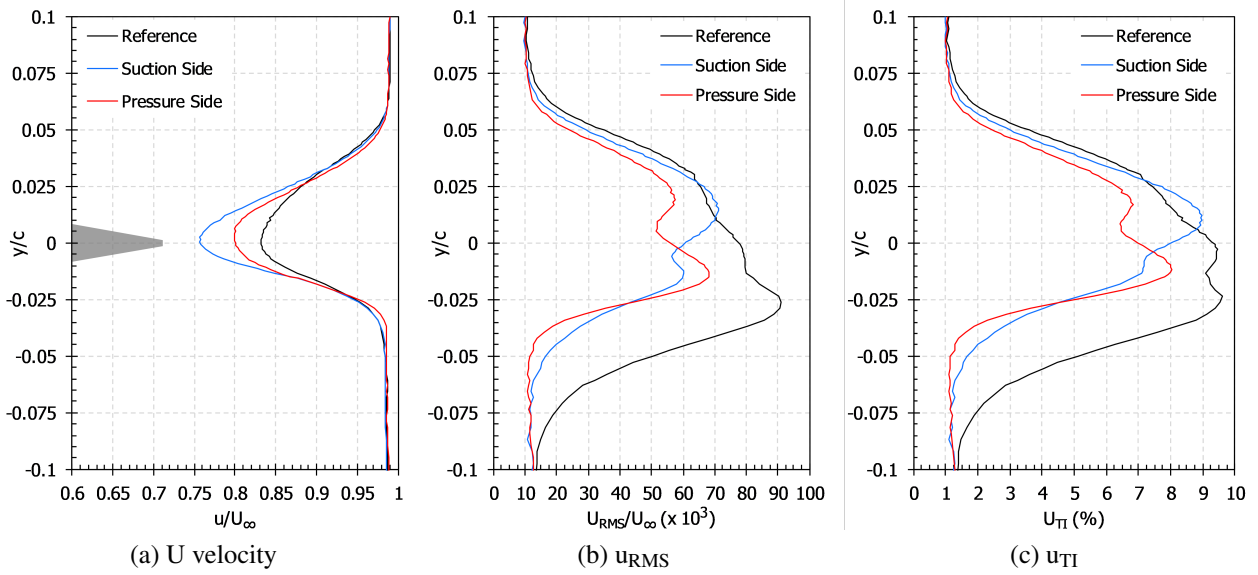 0.1
0.075
0.05
0.025
0
-0.025
-0.05
-0.075
-0.1
y/c
Reference
Suction Side
Pressure Side
0.6 0.65 0.7 0.75 0.8 0.85 0.9 0.95 1
u/U∞
(a) U velocity
0.1
0.075
0.05
0.025
0
-0.025
-0.05
-0.075
-0.1
y/c
Reference
Suction Side
Pressure Side
0 10 20 30 40 50 60 70 80 90 100
URMS/U∞ (x 10³)
(b) uRMS
0.1
0.075
0.05
0.025
0
-0.025
-0.05
-0.075
-0.1
y/c
Reference
Suction Side
Pressure Side
0 1 2 3 4 5 6 7 8 9 10
UTI (%)
(c) uTI